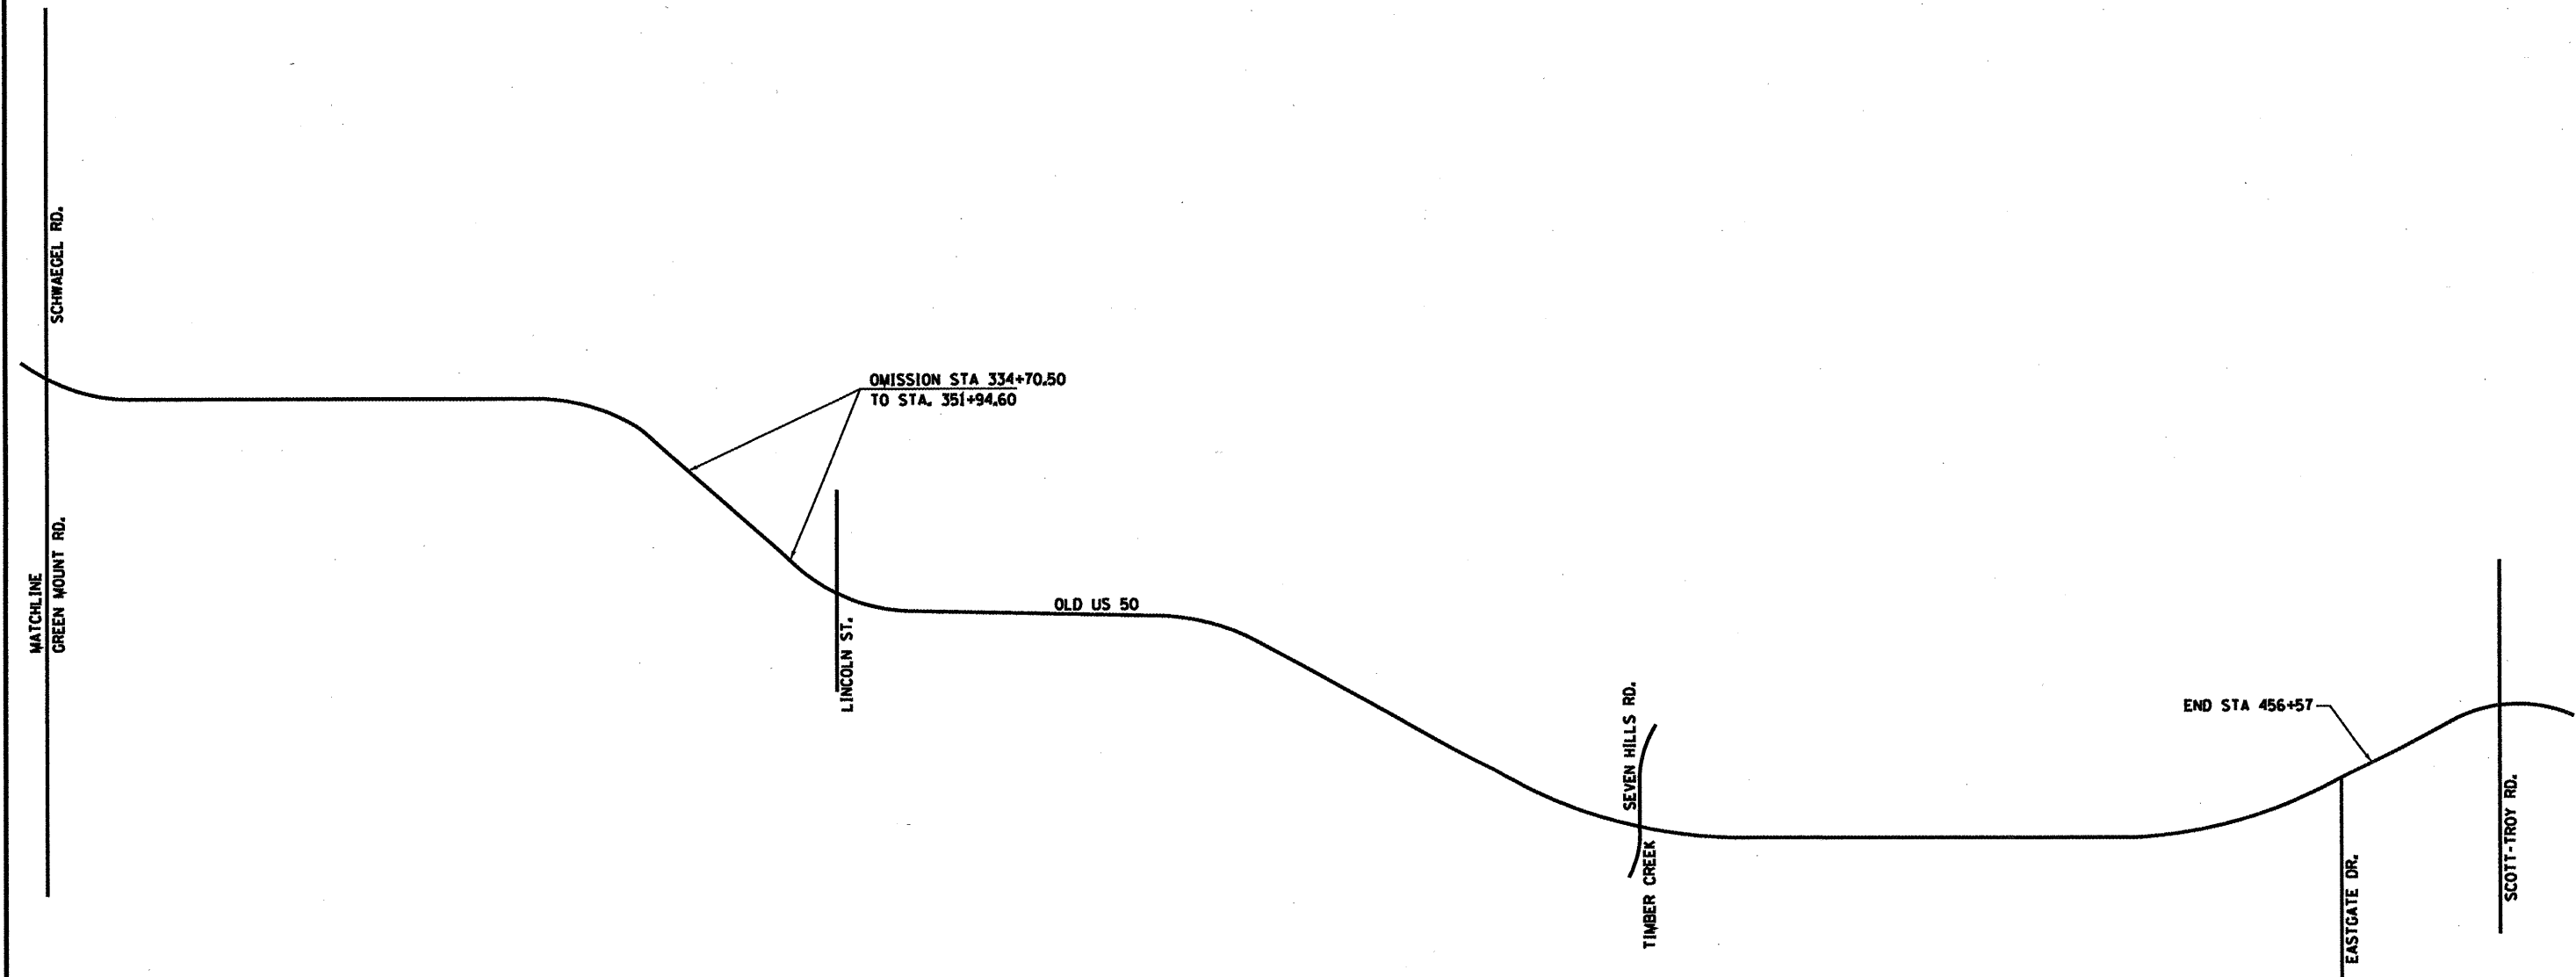 SCHWAEGEL RD.
MATCHLINE
GREEN MOUNT RD.
OMISSION STA 334+70.50
TO STA. 351+94.60
LINCOLN ST.
OLD US 50
SEVEN HILLS RD.
TIMBER CREEK
END STA 456+57
EASTGATE DR.
SCOTT-TROY RD.